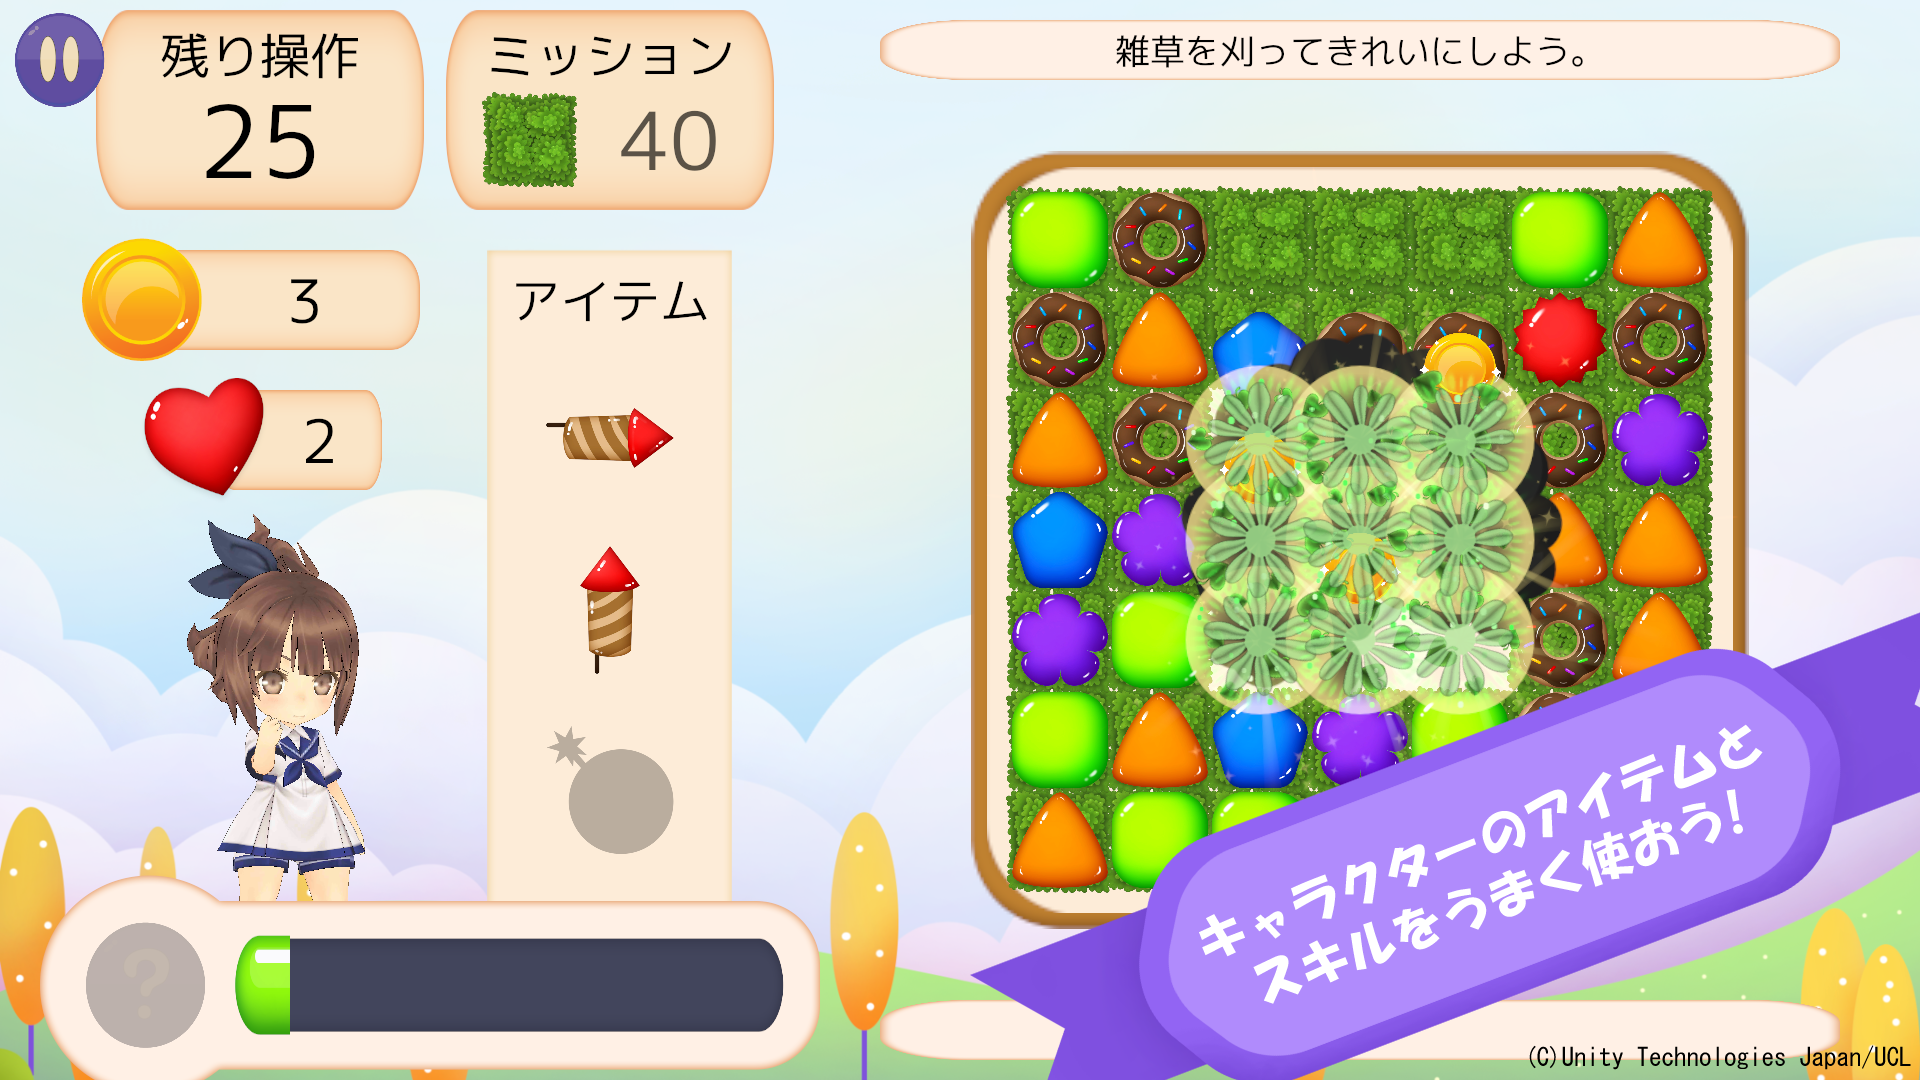 残り操作
25
ミッション
40
雑草を刈ってきれいにしよう。
3
2
アイテム
?
キャラクターのアイテムと
スキルをうまく使おう!
(C)Unity Technologies Japan/UCL